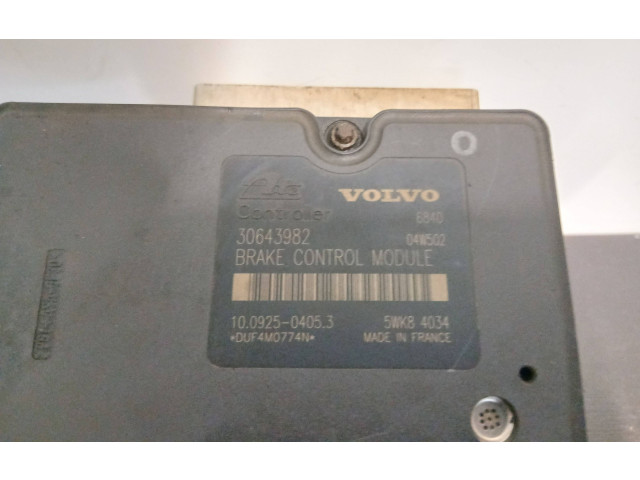 Ate VOLVO
Controller 6840
30643982 04W502
BRAKE CONTROL MODULE
10.0925-0405.3 5WK8 4034
*DUF4M0774N* MADE IN FRANCE